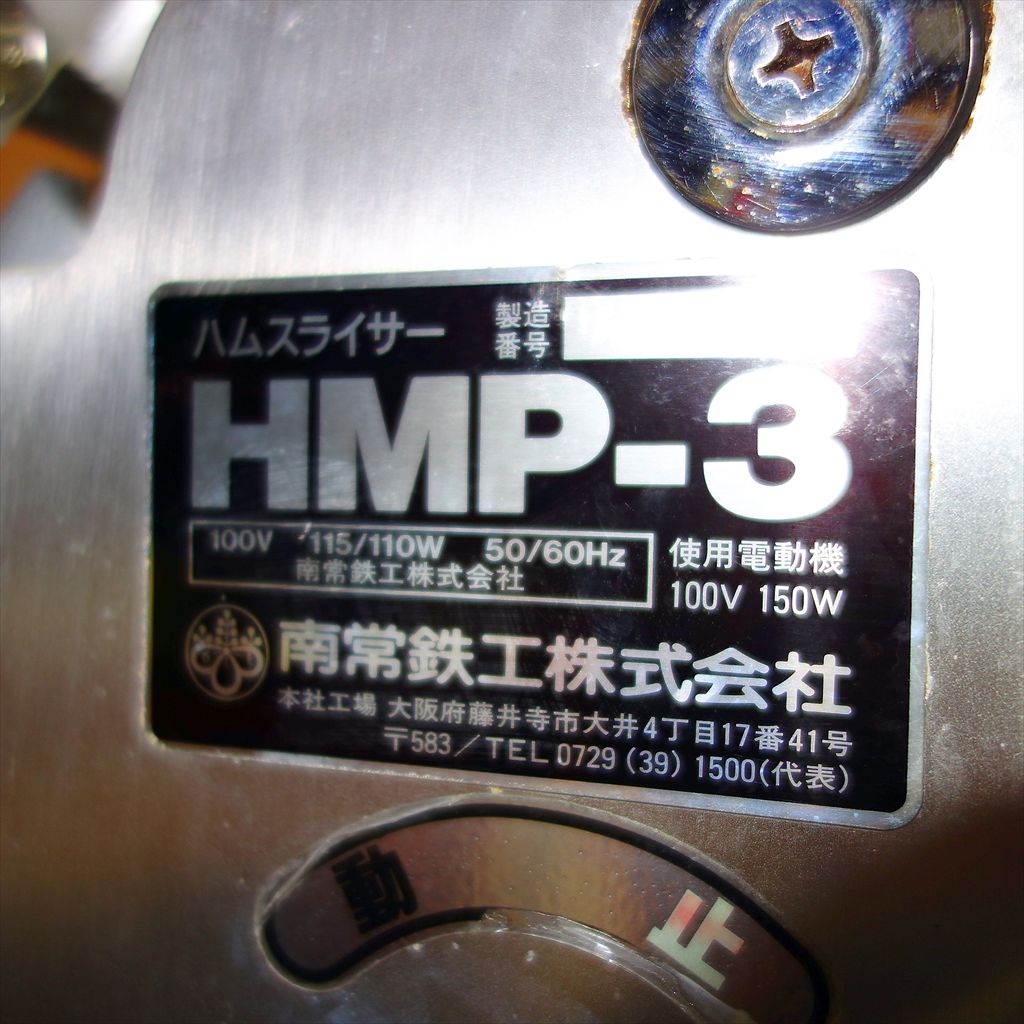 ハムスライサー 製造番号
HMP-3
100V 115/110W 50/60Hz
南常鉄工株式会社
使用電動機
100V 150W
南常鉄工株式会社
本社工場 大阪府藤井寺市大井4丁目17番41号
〒583/TEL 0729 (39) 1500(代表)
止